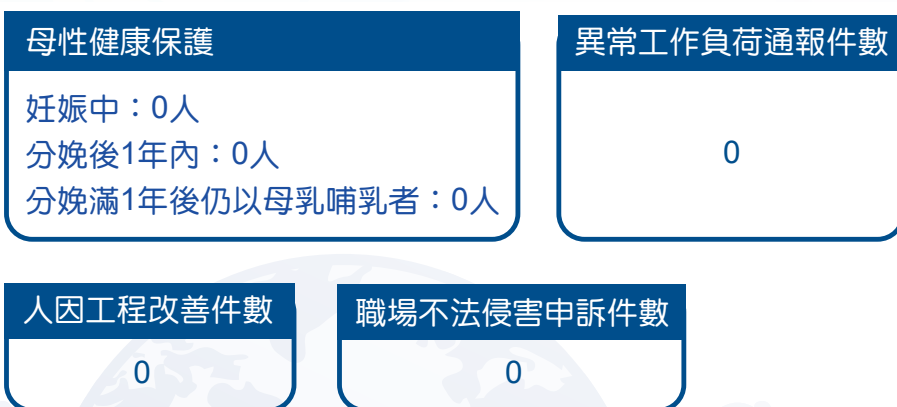 母性健康保護
妊娠中：0人
分娩後1年內：0人
分娩滿1年後仍以母乳哺乳者：0人
異常工作負荷通報件數
0
人因工程改善件數
0
職場不法侵害申訴件數
0